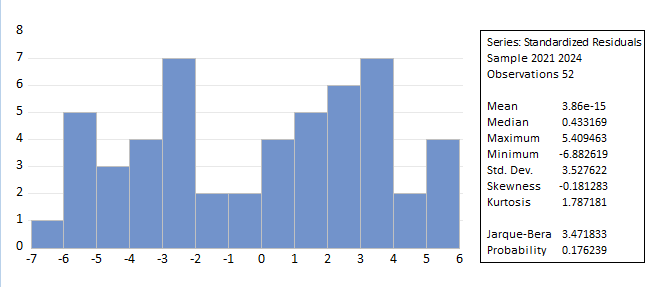 8
7
6
5
4
3
2
1
0
-7 -6 -5 -4 -3 -2 -1 0 1 2 3 4 5 6
Series: Standardized Residuals
Sample 2021 2024
Observations 52
Mean 3.86e-15
Median 0.433169
Maximum 5.409463
Minimum -6.882619
Std. Dev. 3.527622
Skewness -0.181283
Kurtosis 1.787181
Jarque-Bera 3.471833
Probability 0.176239